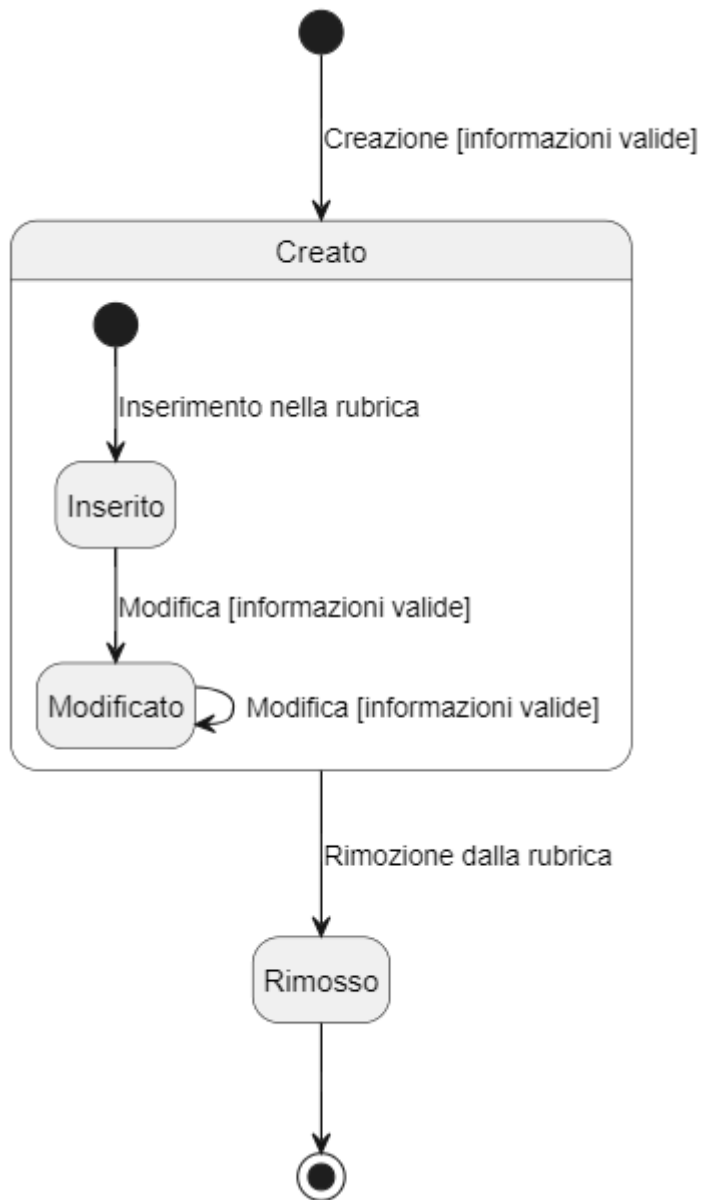 Creazione [informazioni valide]
Creato
Inserimento nella rubrica
Inserito
Modifica [informazioni valide]
Modificato
Modifica [informazioni valide]
Rimozione dalla rubrica
Rimosso